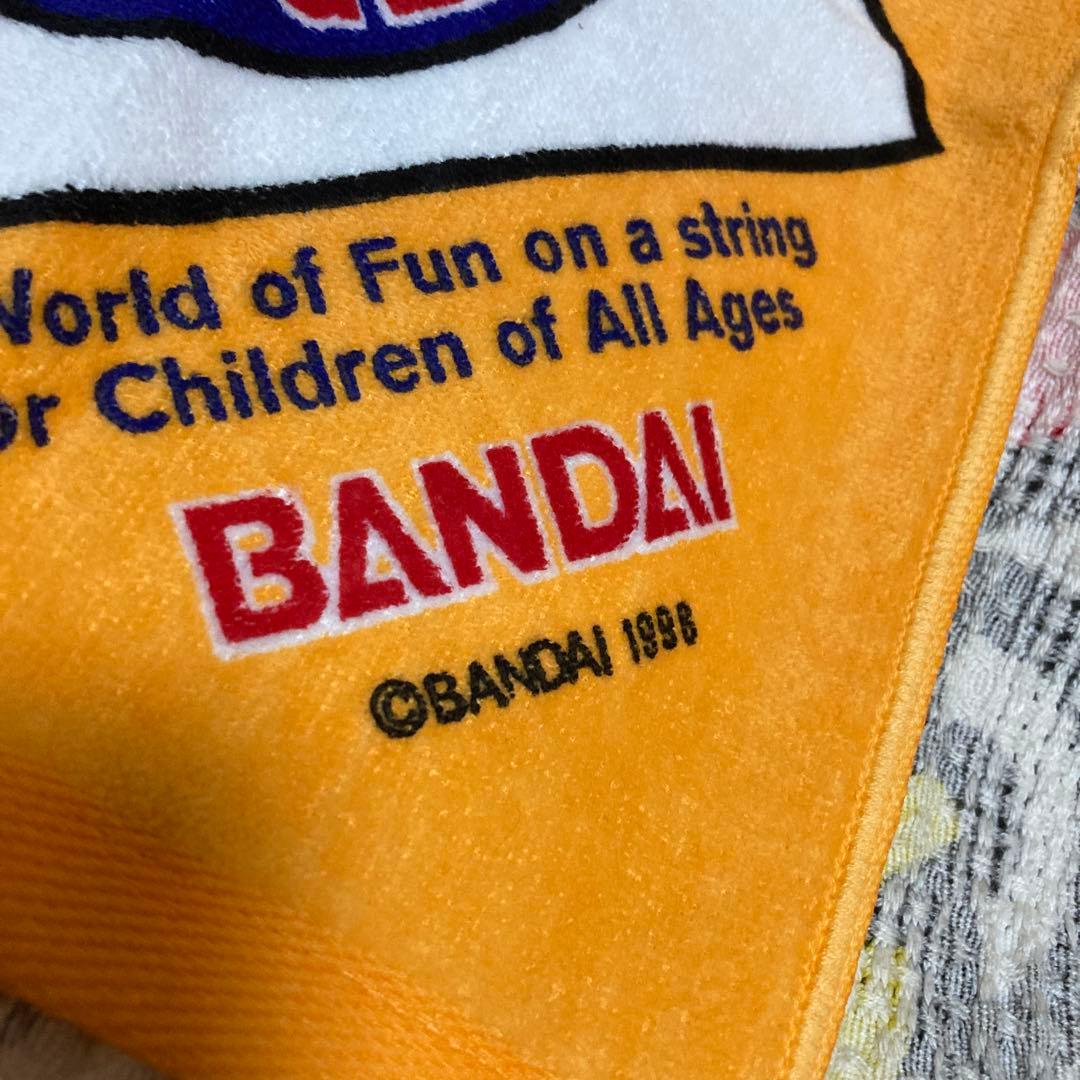 World of Fun on a string
or Children of All Ages
BANDAI
©BANDAI 1998